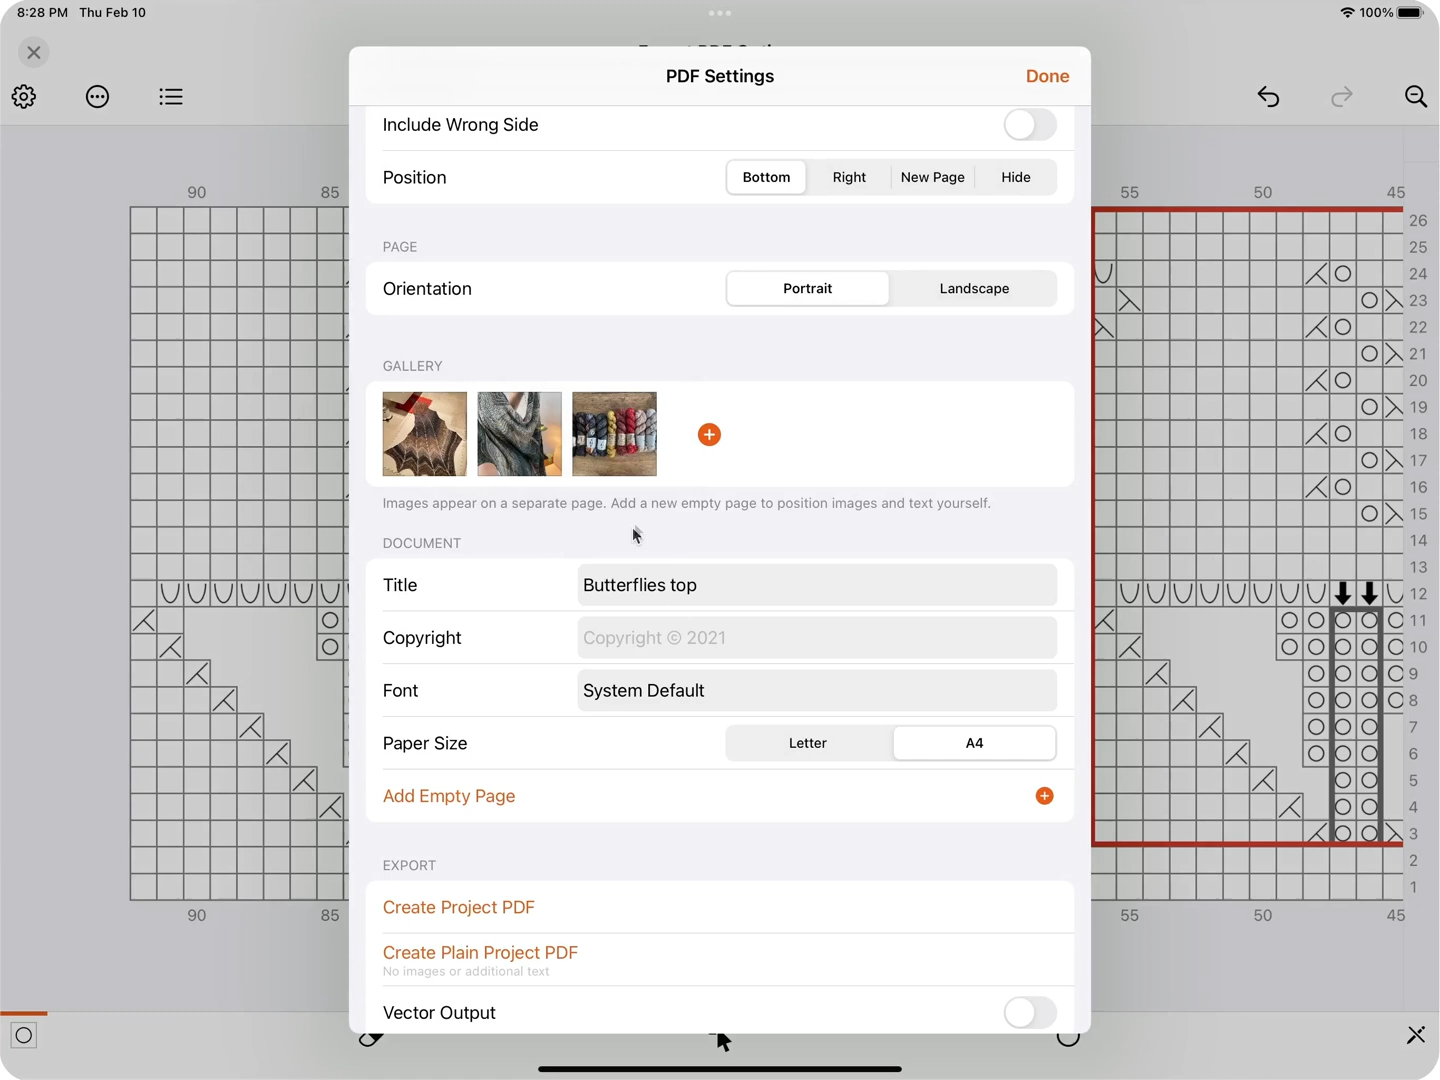 8:28 PM Thu Feb 10
100%
PDF Settings
Done
Include Wrong Side
Position
Bottom
Right
New Page
Hide
PAGE
Orientation
Portrait
Landscape
GALLERY
Images appear on a separate page. Add a new empty page to position images and text yourself.
DOCUMENT
Title
Butterflies top
Copyright
Copyright © 2021
Font
System Default
Paper Size
Letter
A4
Add Empty Page
EXPORT
Create Project PDF
Create Plain Project PDF
No images or additional text
Vector Output
90
85
55
50
45
26
25
24
23
22
21
20
19
18
17
16
15
14
13
12
11
10
9
8
7
6
5
4
3
2
1
90
85
55
50
45